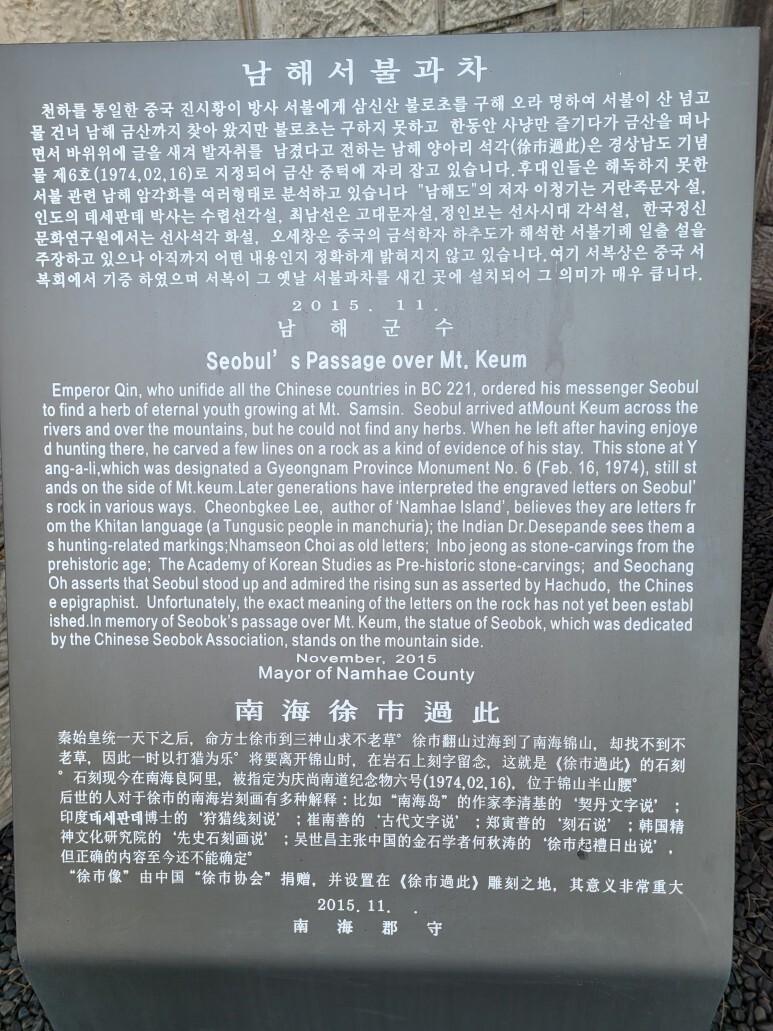 남해서불과차
천하를 통일한 중국 진시황이 방사 서불에게 삼신산 불로초를 구해 오라 명하여 서불이 산 넘고
물 건너 남해 금산까지 찾아 왔지만 불로초는 구하지 못하고 한동안 사냥만 즐기다가 금산을 떠나
면서 바위위에 글을 새겨 발자취를 남겼다고 전하는 남해 양아리 석각(徐市過此)은 경상남도 기념
물 제6호(1974,02,16)로 지정되어 금산 중턱에 자리 잡고 있습니다.후대인들은 해독하지 못한
서불 관련 남해 암각화를 여러형태로 분석하고 있습니다 "남해도"의 저자 이청기는 거란족문자 설,
인도의 데세판데 박사는 수렵선각설, 최남선은 고대문자설,정인보는 선사시대 각석설, 한국정신
문화연구원에서는 선사석각 화설, 오세창은 중국의 금석학자 하추도가 해석한 서불기례 일출 설을
주장하고 있으나 아직까지 어떤 내용인지 정확하게 밝혀지지 않고 있습니다.여기 서복상은 중국 서
복회에서 기증 하였으며 서복이 그 옛날 서불과차를 새긴 곳에 설치되어 그 의미가 매우 큽니다.
2015. 11.
남 해 군 수
Seobul's Passage over Mt. Keum
Emperor Qin, who unifide all the Chinese countries in BC 221, ordered his messenger Seobul
to find a herb of eternal youth growing at Mt. Samsin. Seobul arrived atMount Keum across the
rivers and over the mountains, but he could not find any herbs. When he left after having enjoye
d hunting there, he carved a few lines on a rock as a kind of evidence of his stay. This stone at Y
ang-a-li,which was designated a Gyeongnam Province Monument No. 6 (Feb. 16, 1974), still st
ands on the side of Mt.keum.Later generations have interpreted the engraved letters on Seobul'
s rock in various ways. Cheonbgkee Lee, author of 'Namhae Island', believes they are letters fr
om the Khitan language (a Tungusic people in manchuria); the Indian Dr.Desepande sees them a
s hunting-related markings;Nhamseon Choi as old letters; Inbo jeong as stone-carvings from the
prehistoric age; The Academy of Korean Studies as Pre-historic stone-carvings; and Seochang
Oh asserts that Seobul stood up and admired the rising sun as asserted by Hachudo, the Chines
e epigraphist. Unfortunately, the exact meaning of the letters on the rock has not yet been establ
ished.In memory of Seobok's passage over Mt. Keum, the statue of Seobok, which was dedicated
by the Chinese Seobok Association, stands on the mountain side.
November, 2015
Mayor of Namhae County
南海徐市過此
秦始皇统一天下之后，命方士徐市到三神山求不老草。徐市翻山过海到了南海锦山，却找不到不
老草，因此一时以打猎为乐。将要离开锦山时，在岩石上刻字留念，这就是《徐市過此》的石刻
。石刻现今在南海良阿里，被指定为庆尚南道纪念物六号(1974,02,16)，位于锦山半山腰。
后世的人对于徐市的南海岩刻画有多种解释：比如“南海岛”的作家李清基的‘契丹文字说’；
印度데세판데博士的‘狩猎线刻说’；崔南善的‘古代文字说’；郑寅普的‘刻石说’；韩国精
神文化研究院的‘先史石刻画说’；吴世昌主张中国的金石学者何秋涛的‘徐市起禮日出说’，
但正确的内容至今还不能确定。
“徐市像”由中国“徐市协会”捐赠，并设置在《徐市過此》雕刻之地，其意义非常重大
2015.11. .
南 海 郡 守